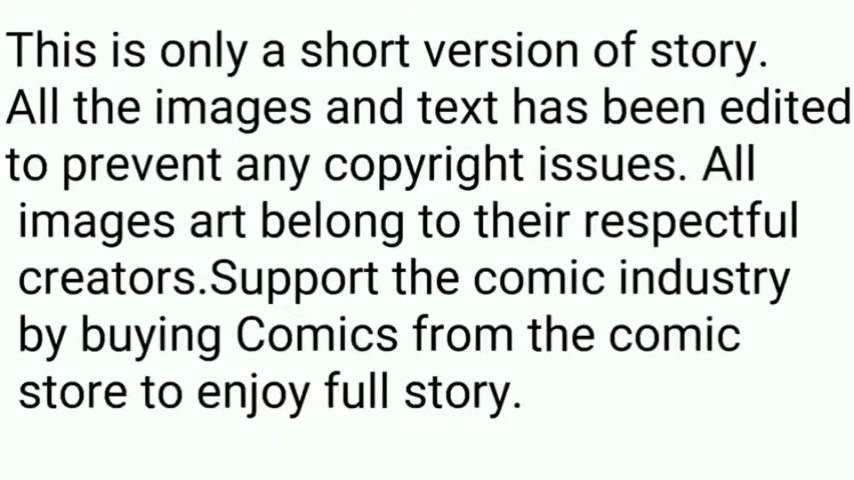 This is only a short version of story.
All the images and text has been edited
to prevent any copyright issues. All
images art belong to their respectful
creators.Support the comic industry
by buying Comics from the comic
store to enjoy full story.